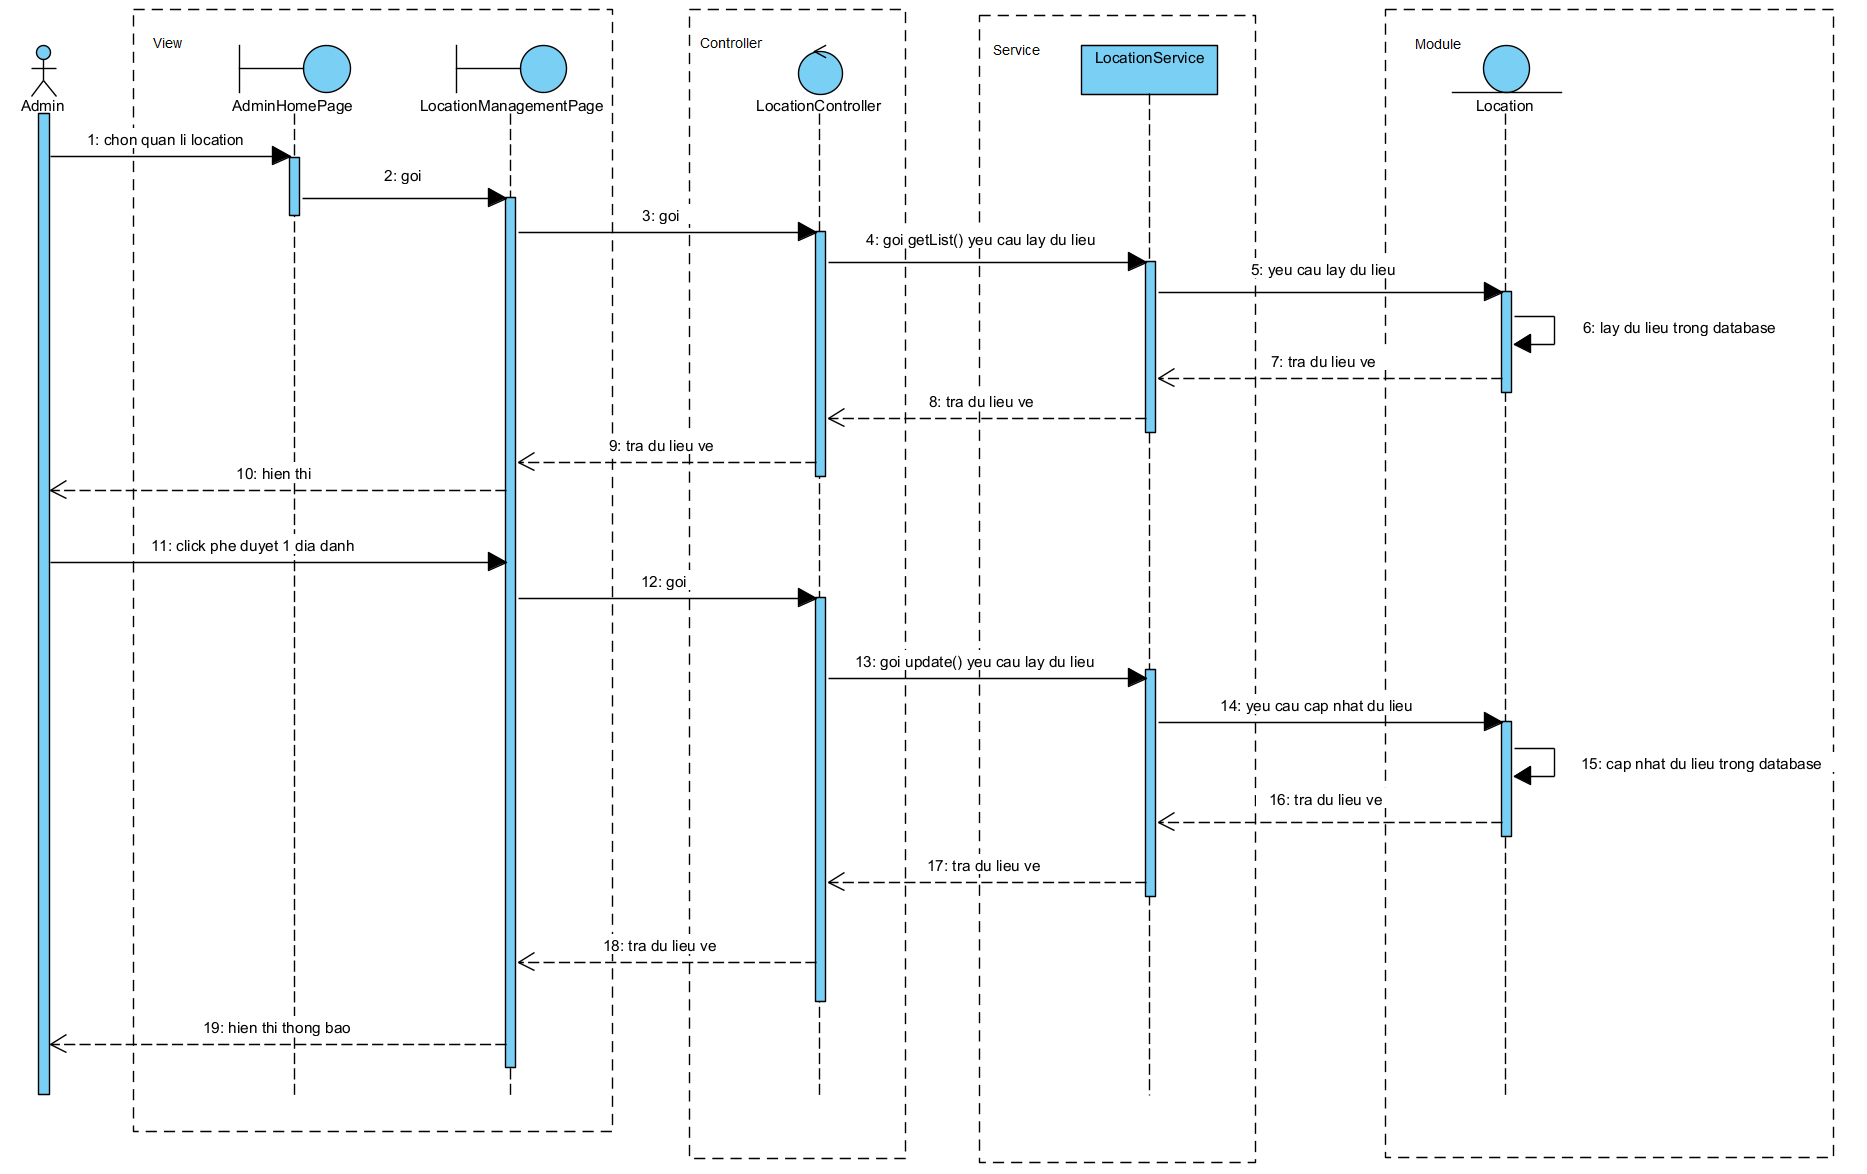 View
Controller
Service
Module
LocationService
Admin
AdminHomePage
LocationManagementPage
LocationController
Location
1: chon quan li location
2: goi
3: goi
4: goi getList() yeu cau lay du lieu
5: yeu cau lay du lieu
6: lay du lieu trong database
7: tra du lieu ve
8: tra du lieu ve
9: tra du lieu ve
10: hien thi
11: click phe duyet 1 dia danh
12: goi
13: goi update() yeu cau lay du lieu
14: yeu cau cap nhat du lieu
15: cap nhat du lieu trong database
16: tra du lieu ve
17: tra du lieu ve
18: tra du lieu ve
19: hien thi thong bao